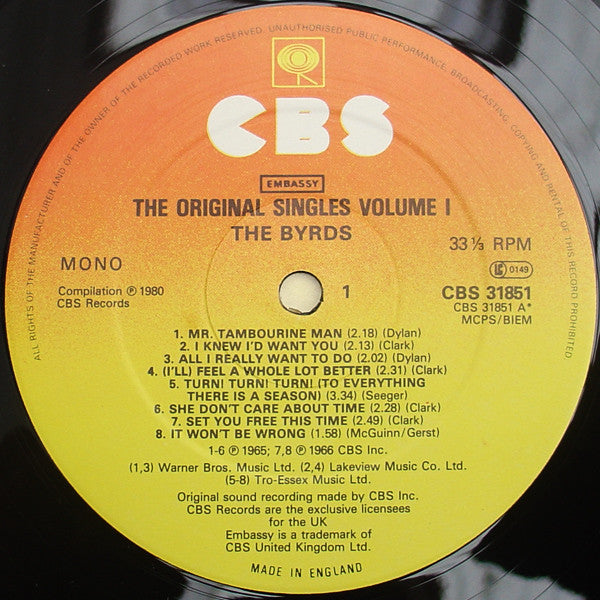 ALL RIGHTS OF THE MANUFACTURER AND OF THE OWNER OF THE RECORDED WORK RESERVED. UNAUTHORISED PUBLIC PERFORMANCE, BROADCASTING, COPYING AND RENTAL OF THIS RECORD PROHIBITED.
CBS
EMBASSY
THE ORIGINAL SINGLES VOLUME I
THE BYRDS
33⅓ RPM
MONO
LC 0149
Compilation ℗ 1980
CBS Records
1
CBS 31851
CBS 31851 A*
MCPS/BIEM
1. MR. TAMBOURINE MAN (2.18) (Dylan)
2. I KNEW I'D WANT YOU (2.13) (Clark)
3. ALL I REALLY WANT TO DO (2.02) (Dylan)
4. (I'LL) FEEL A WHOLE LOT BETTER (2.31) (Clark)
5. TURN! TURN! TURN! (TO EVERYTHING
THERE IS A SEASON) (3.34) (Seeger)
6. SHE DON'T CARE ABOUT TIME (2.28) (Clark)
7. SET YOU FREE THIS TIME (2.49) (Clark)
8. IT WON'T BE WRONG (1.58) (McGuinn/Gerst)
1-6 ℗ 1965; 7,8 ℗ 1966 CBS Inc.
(1,3) Warner Bros. Music Ltd. (2,4) Lakeview Music Co. Ltd.
(5-8) Tro-Essex Music Ltd.
Original sound recording made by CBS Inc.
CBS Records are the exclusive licensees
for the UK
Embassy is a trademark of
CBS United Kingdom Ltd.
MADE IN ENGLAND